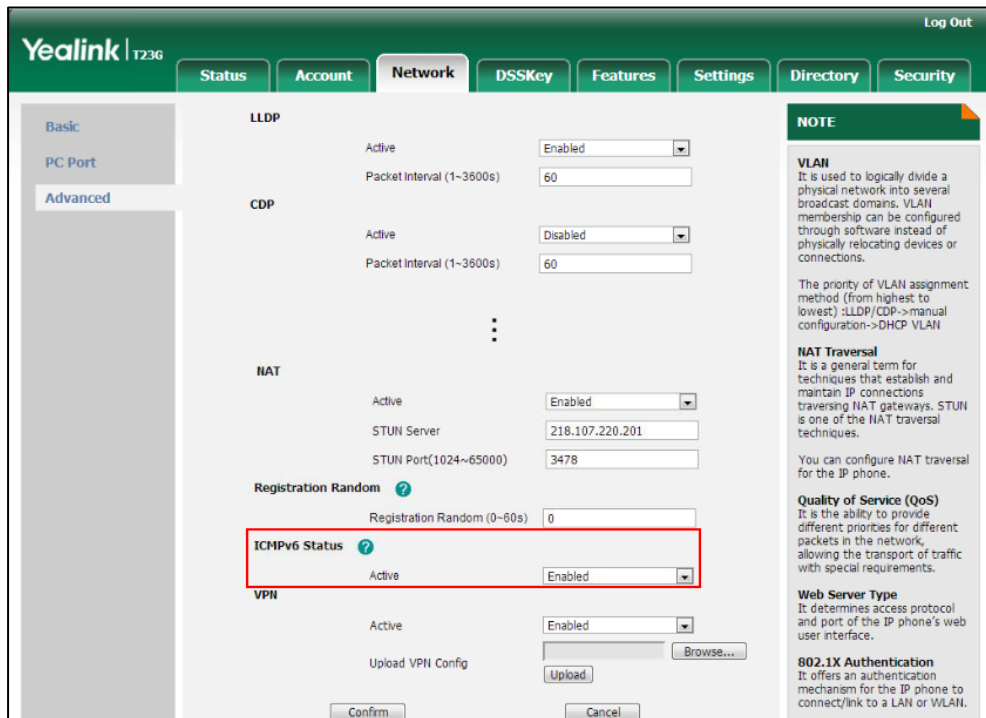 Log Out
Yealink T23G
Status Account Network DSSKey Features Settings Directory Security
Basic
PC Port
Advanced
LLDP
Active Enabled
Packet Interval (1~3600s) 60
CDP
Active Disabled
Packet Interval (1~3600s) 60
NAT
Active Enabled
STUN Server 218.107.220.201
STUN Port(1024~65000) 3478
Registration Random ?
Registration Random (0~60s) 0
ICMPv6 Status ?
Active Enabled
VPN
Active Enabled
Upload VPN Config Browse...
Upload
Confirm Cancel
NOTE
VLAN
It is used to logically divide a
physical network into several
broadcast domains. VLAN
membership can be configured
through software instead of
physically relocating devices or
connections.
The priority of VLAN assignment
method (from highest to
lowest) :LLDP/CDP->manual
configuration->DHCP VLAN
NAT Traversal
It is a general term for
techniques that establish and
maintain IP connections
traversing NAT gateways. STUN
is one of the NAT traversal
techniques.
You can configure NAT traversal
for the IP phone.
Quality of Service (QoS)
It is the ability to provide
different priorities for different
packets in the network,
allowing the transport of traffic
with special requirements.
Web Server Type
It determines access protocol
and port of the IP phone's web
user interface.
802.1X Authentication
It offers an authentication
mechanism for the IP phone to
connect/link to a LAN or WLAN.